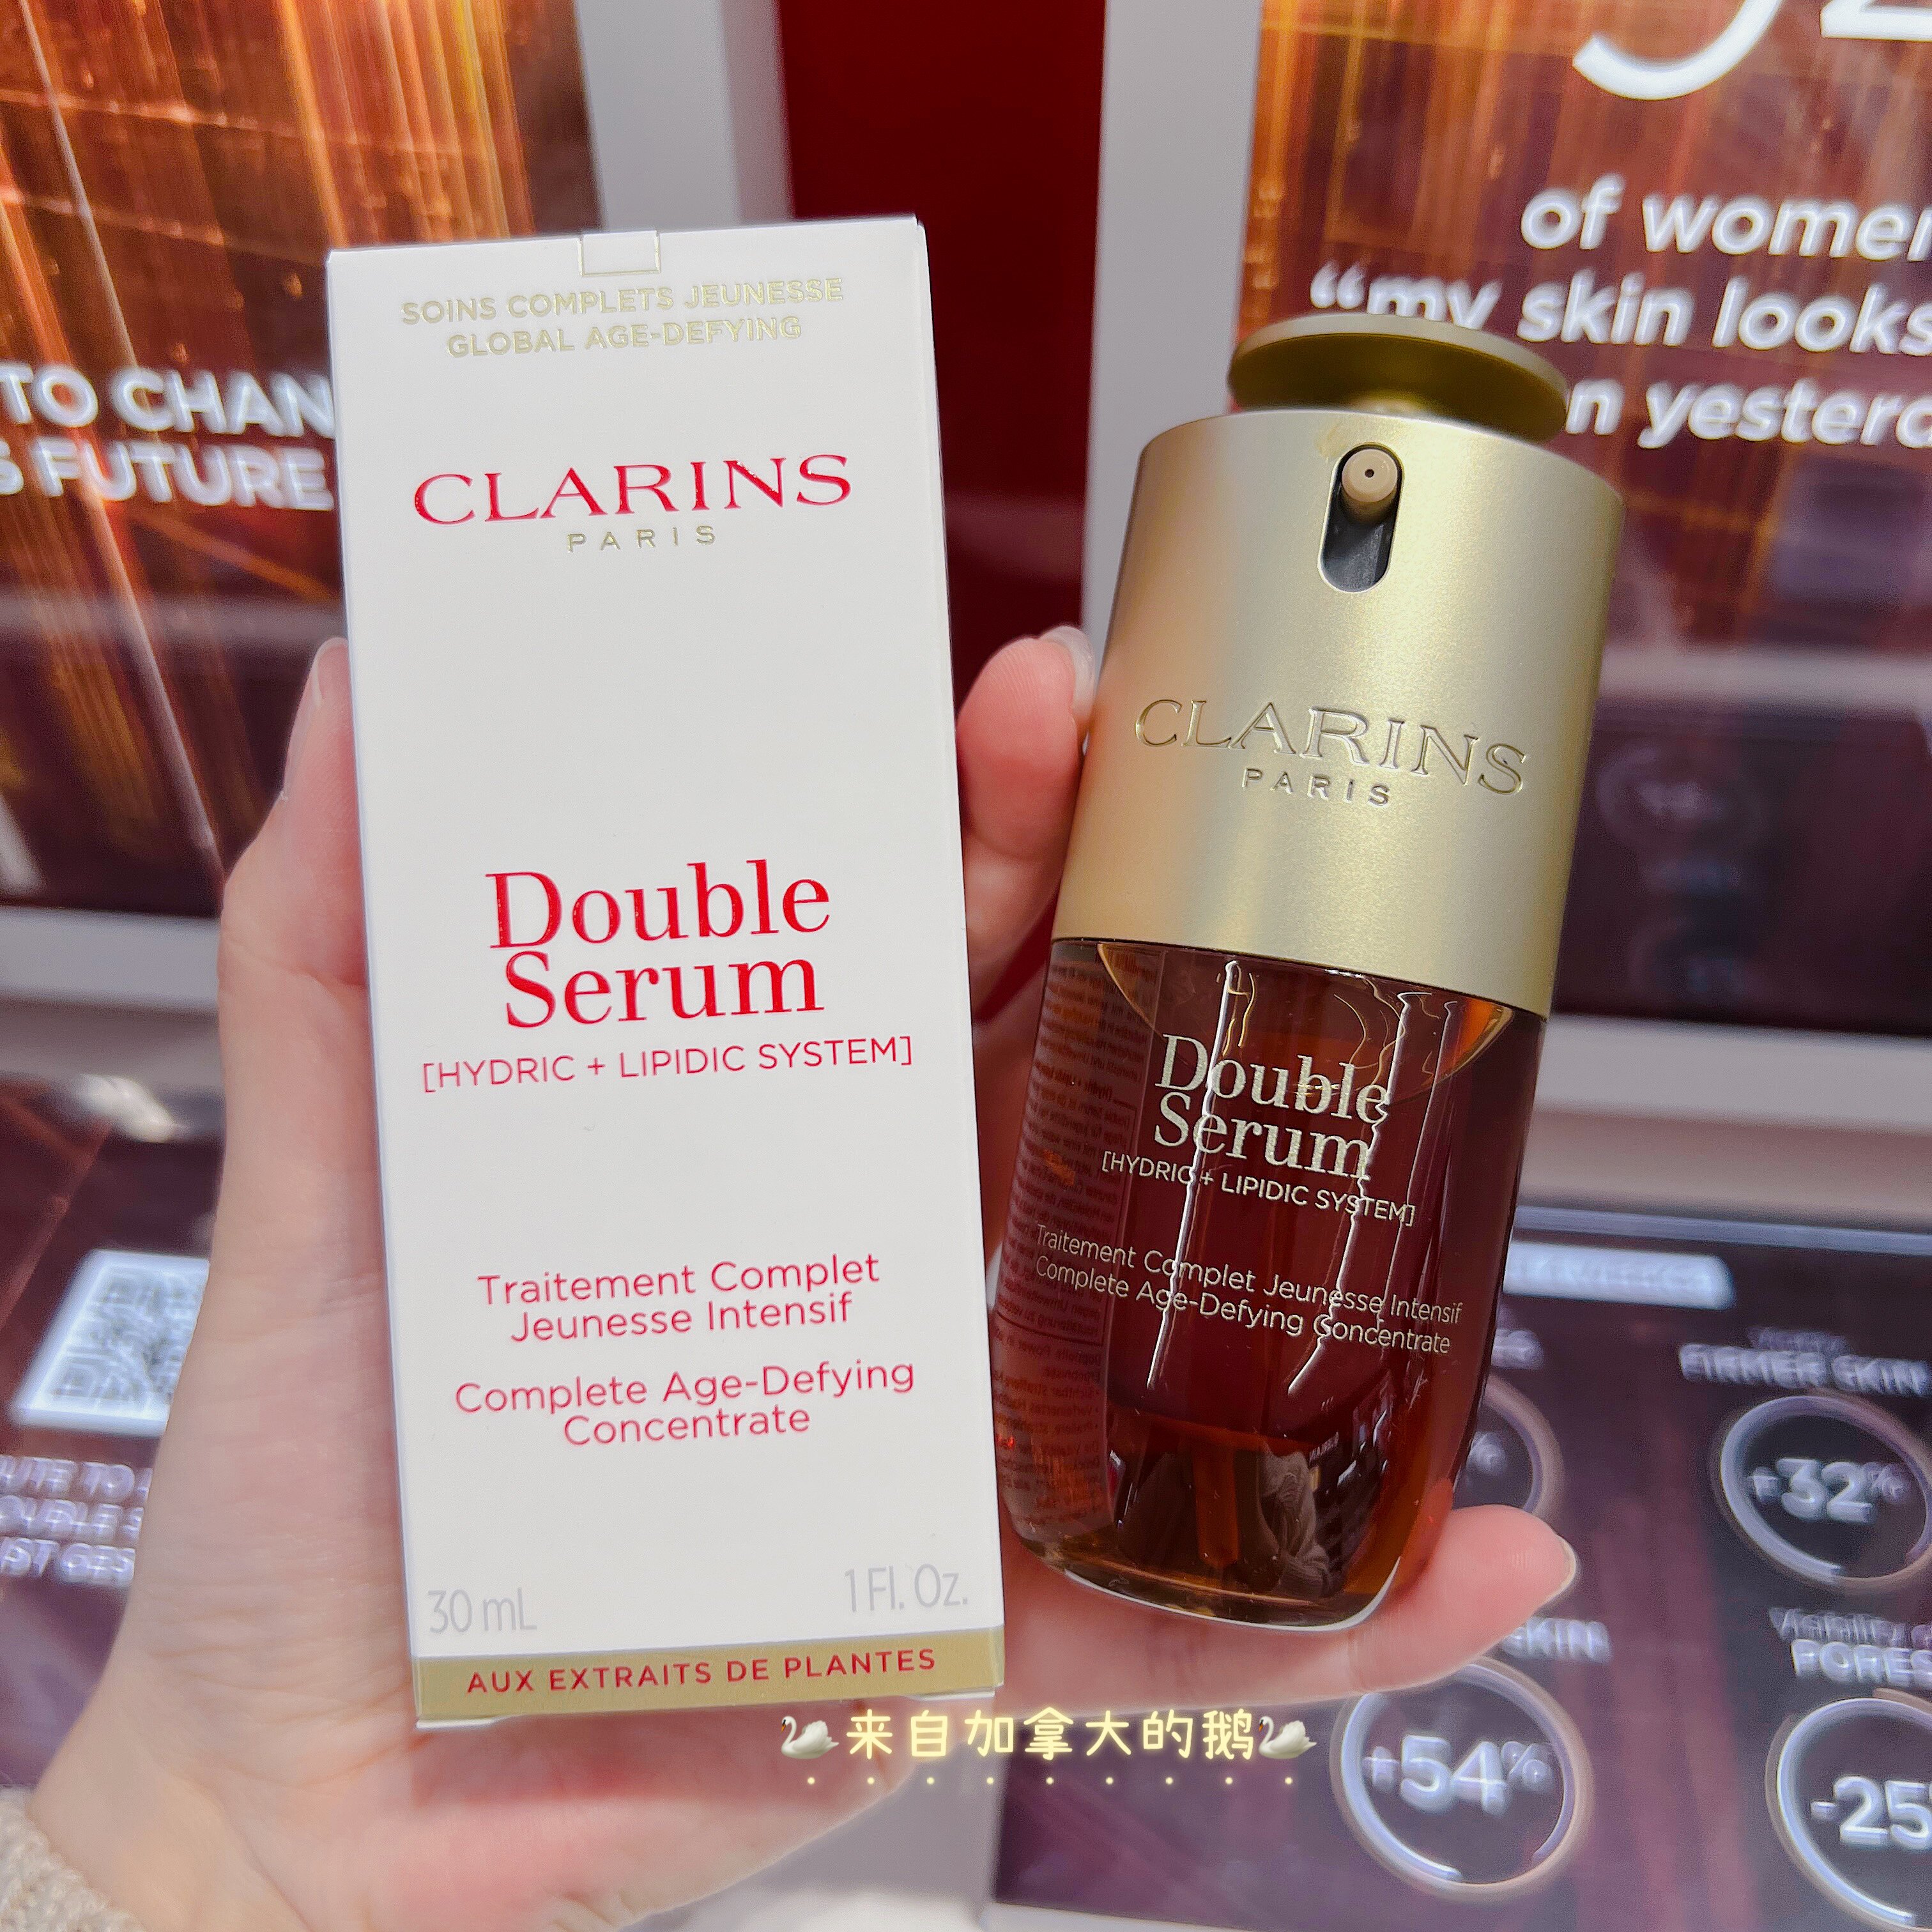 of women
"my skin looks
TO CHAN
FUTURE
SOINS COMPLETS JEUNESSE
GLOBAL AGE-DEFYING
CLARINS
PARIS
Double
Serum
[HYDRIC + LIPIDIC SYSTEM]
Traitement Complet
Jeunesse Intensif
Complete Age-Defying
Concentrate
30 mL
1 Fl. Oz.
AUX EXTRAITS DE PLANTES
CLARINS
PARIS
Double
Serum
[HYDRIC + LIPIDIC SYSTEM]
Traitement Complet Jeunesse Intensif
Complete Age-Defying Concentrate
FIRMER SKIN
+32%
SKIN
+54%
PORES
-25
来自加拿大的鹅